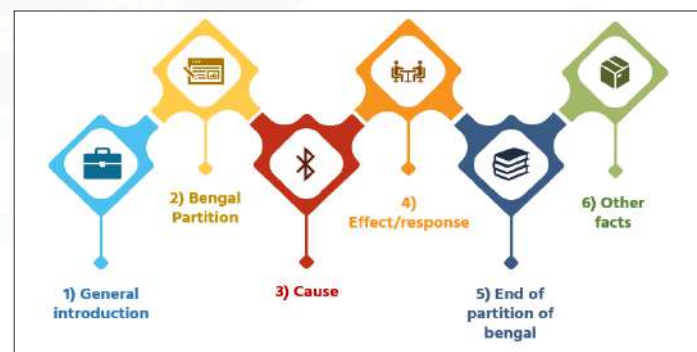 1) General
introduction
2) Bengal
Partition
3) Cause
4)
Effect/response
5) End of
partition of
bengal
6) Other
facts